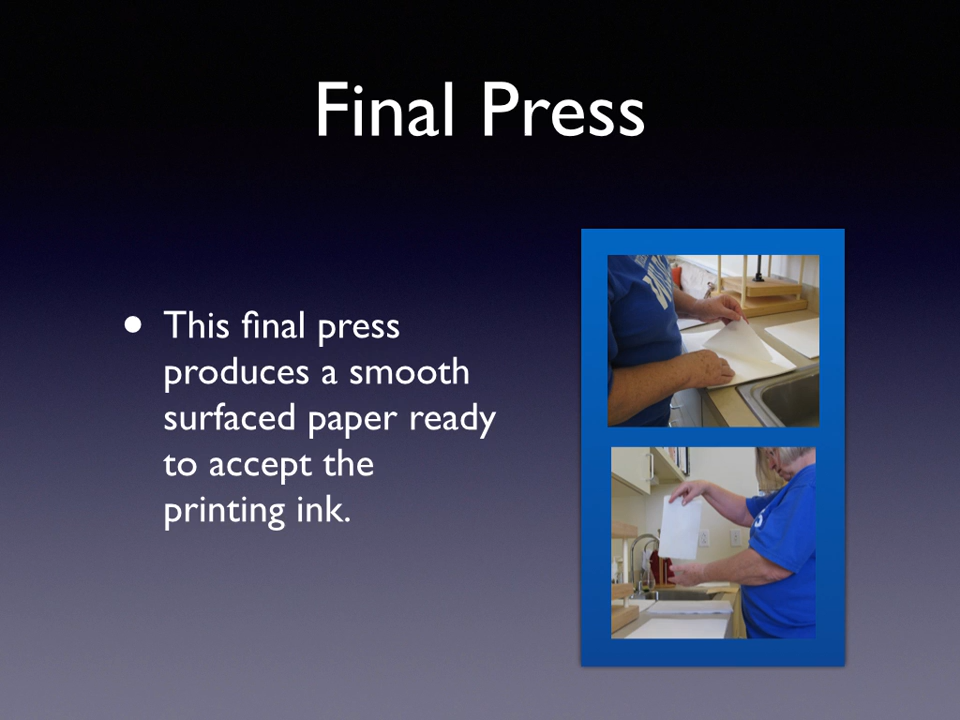 Final Press
• This final press
produces a smooth
surfaced paper ready
to accept the
printing ink.